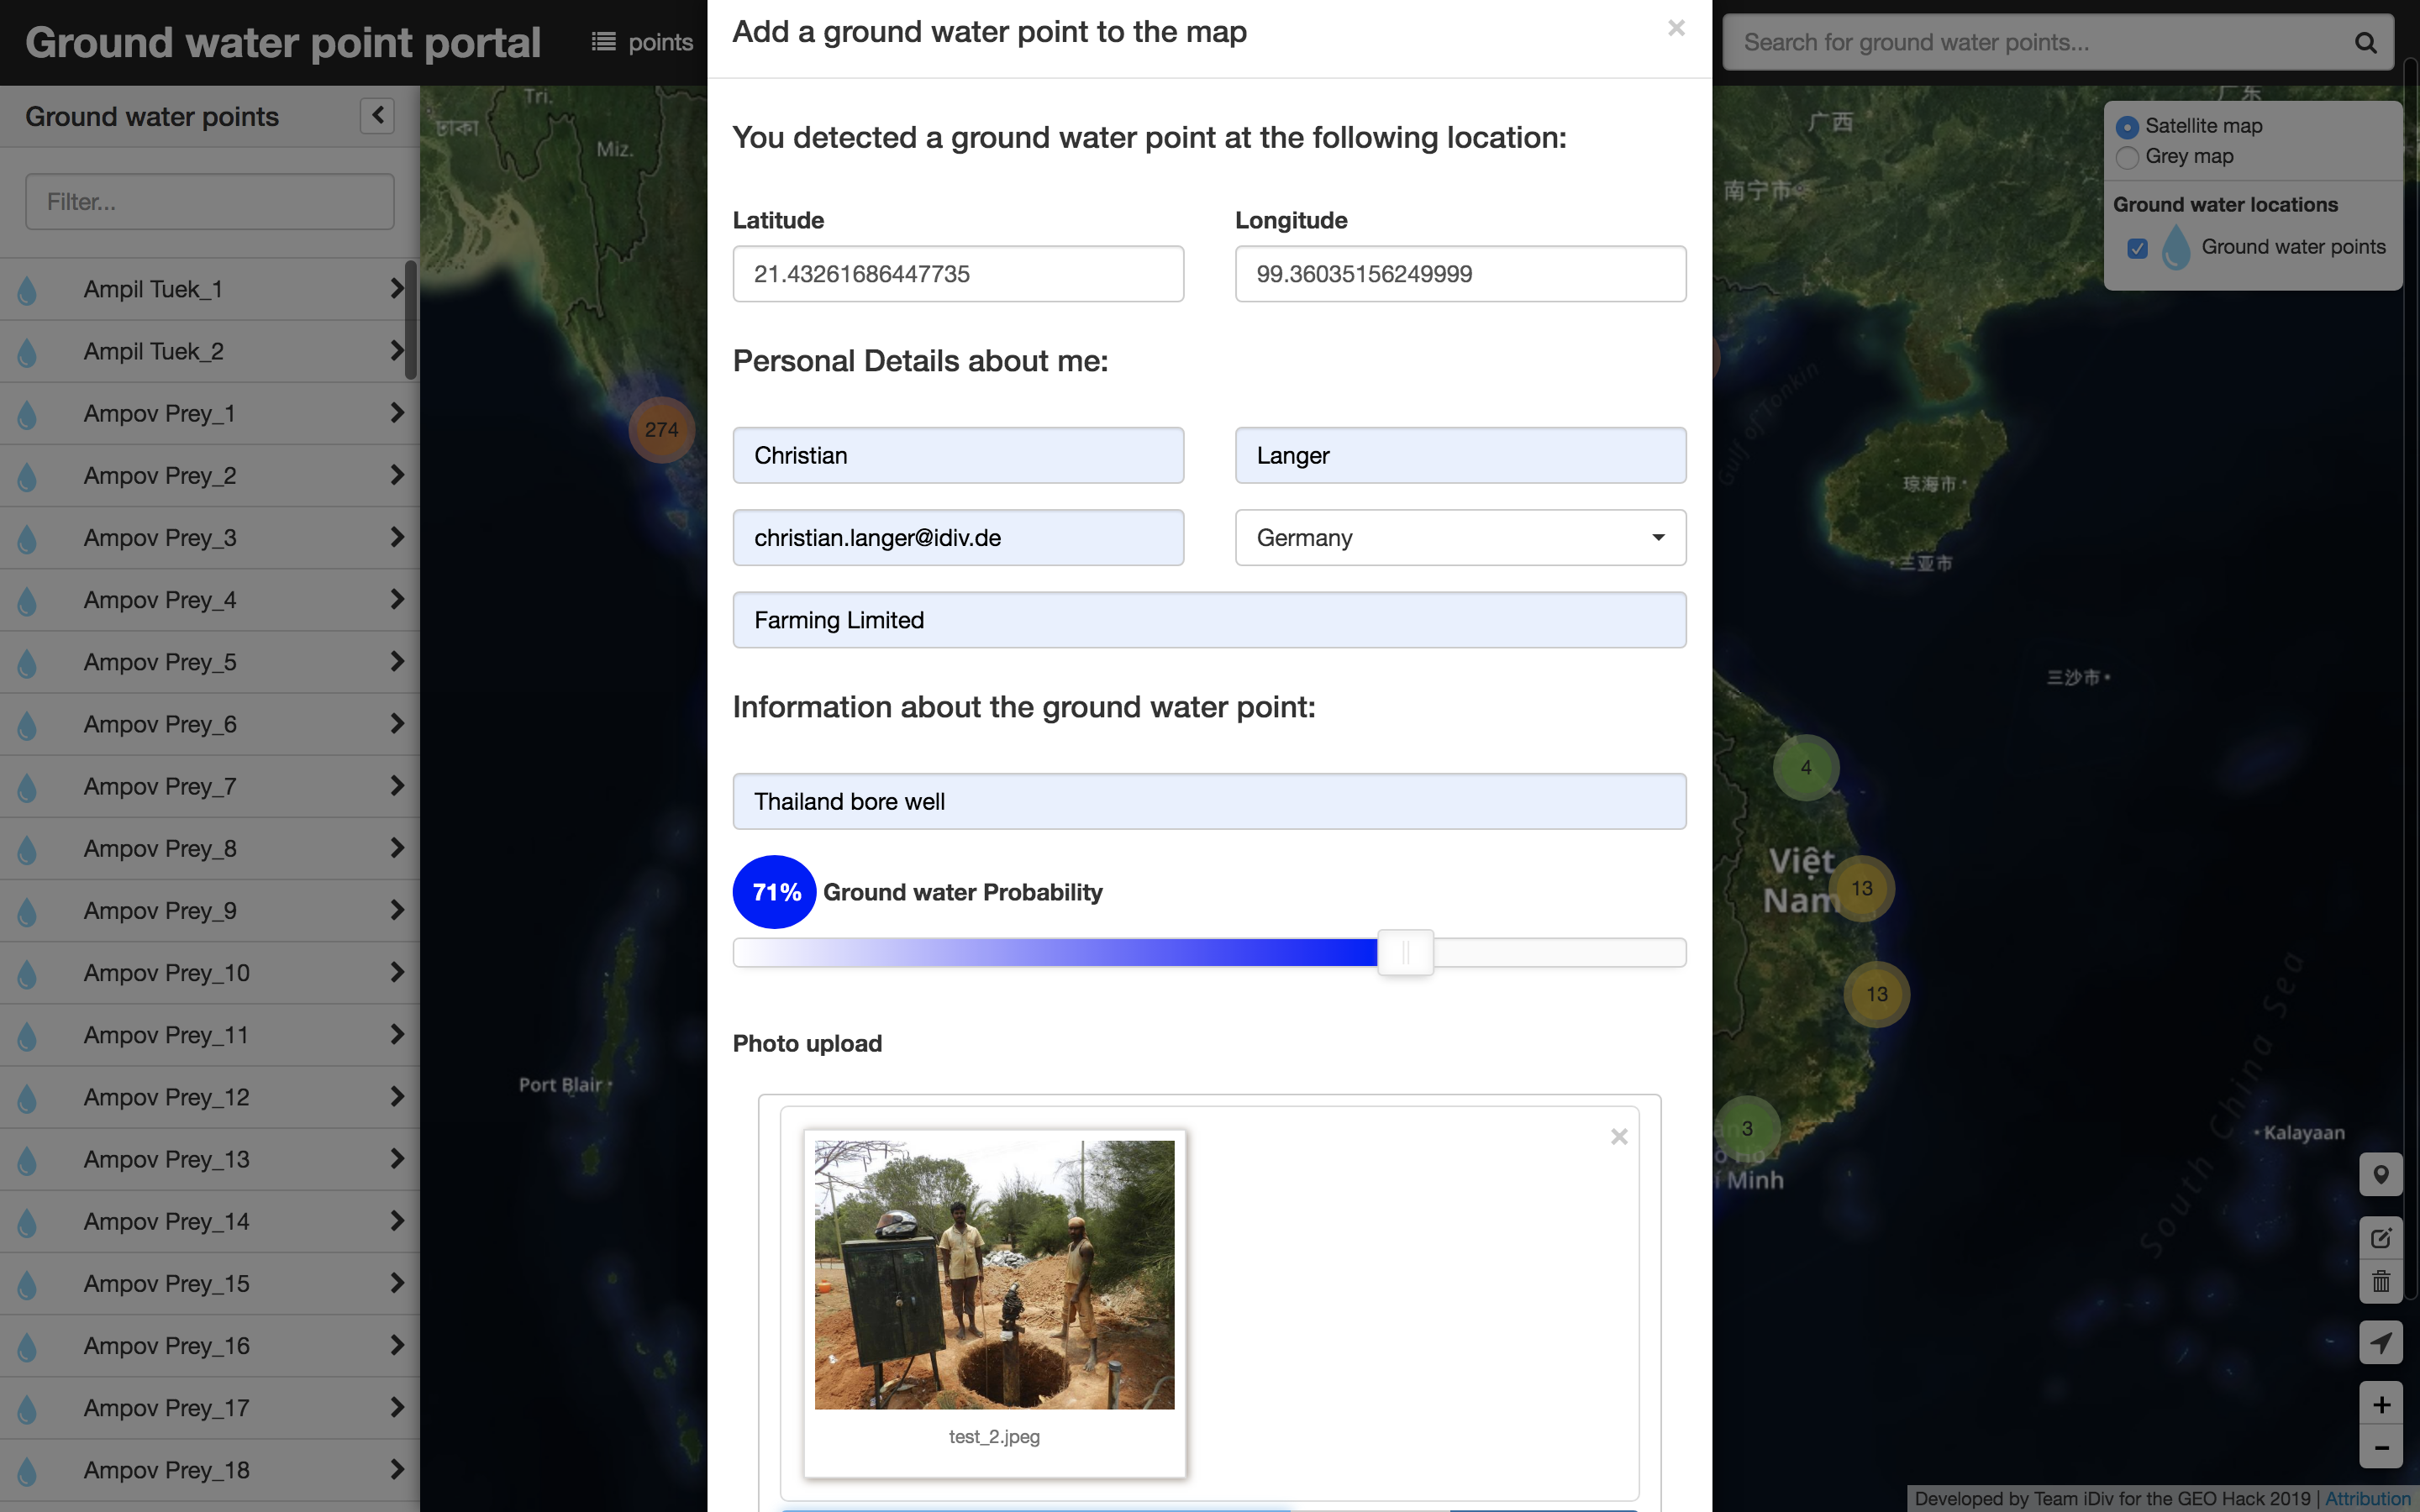 Ground water point portal
points
Search for ground water points...
Ground water points
Filter...
Ampil Tuek_1
Ampil Tuek_2
Ampov Prey_1
Ampov Prey_2
Ampov Prey_3
Ampov Prey_4
Ampov Prey_5
Ampov Prey_6
Ampov Prey_7
Ampov Prey_8
Ampov Prey_9
Ampov Prey_10
Ampov Prey_11
Ampov Prey_12
Ampov Prey_13
Ampov Prey_14
Ampov Prey_15
Ampov Prey_16
Ampov Prey_17
Ampov Prey_18
Tri.
ঢাকা
Miz.
274
Port Blair
Add a ground water point to the map
You detected a ground water point at the following location:
Latitude
Longitude
21.43261686447735
99.36035156249999
Personal Details about me:
Christian
Langer
christian.langer@idiv.de
Germany
Farming Limited
Information about the ground water point:
Thailand bore well
71%
Ground water Probability
Photo upload
test_2.jpeg
广西
广东
南宁市
Gulf of Tonkin
琼海市
三亚市
三沙市
4
Việt
Nam
13
13
3
Minh
South China Sea
Kalayaan
Satellite map
Grey map
Ground water locations
Ground water points
+
−
Developed by Team iDiv for the GEO Hack 2019 | Attribution